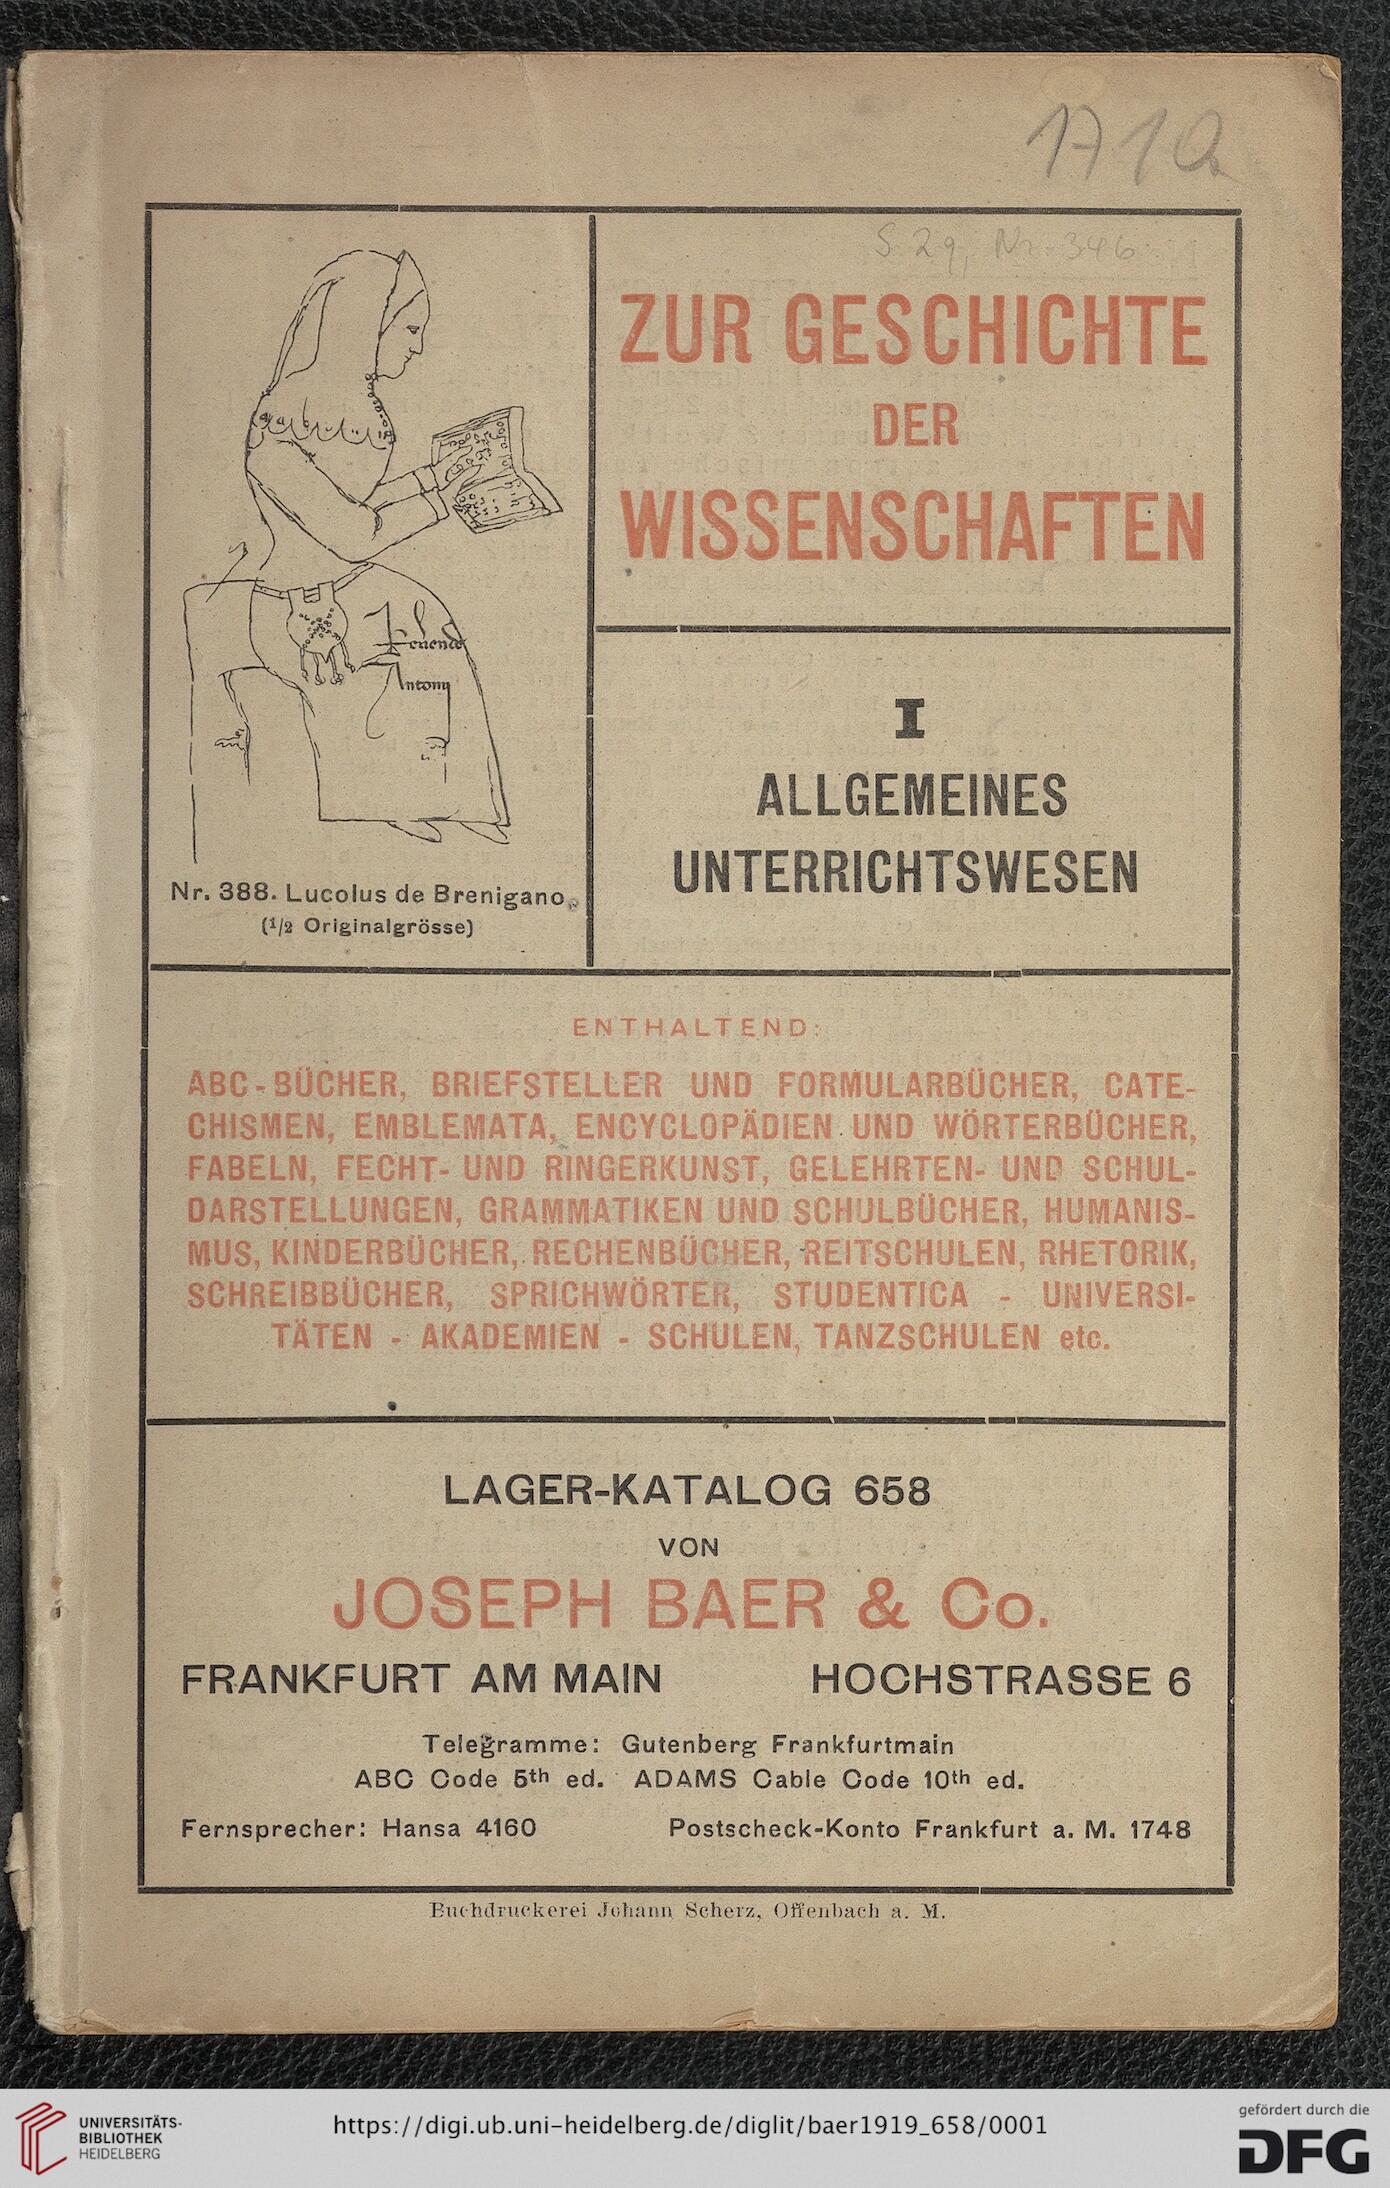 S. 29, Nr. 346
ZUR GESCHICHTE
DER
WISSENSCHAFTEN
Antonij
Nr. 388. Lucolus de Brenigano.
(1/2 Originalgrösse)
I
ALLGEMEINES
UNTERRICHTSWESEN
ENTHALTEND:
ABC-BÜCHER, BRIEFSTELLER UND FORMULARBÜCHER, CATE-
CHISMEN, EMBLEMATA, ENCYCLOPÄDIEN UND WÖRTERBÜCHER,
FABELN, FECHT- UND RINGERKUNST, GELEHRTEN- UND SCHUL-
DARSTELLUNGEN, GRAMMATIKEN UND SCHULBÜCHER, HUMANIS-
MUS, KINDERBÜCHER, RECHENBÜCHER, REITSCHULEN, RHETORIK,
SCHREIBBÜCHER, SPRICHWÖRTER, STUDENTICA - UNIVERSI-
TÄTEN - AKADEMIEN - SCHULEN, TANZSCHULEN etc.
LAGER-KATALOG 658
VON
JOSEPH BAER & Co.
FRANKFURT AM MAIN HOCHSTRASSE 6
Telegramme: Gutenberg Frankfurtmain
ABC Code 5th ed. ADAMS Cable Code 10th ed.
Fernsprecher: Hansa 4160 Postscheck-Konto Frankfurt a. M. 1748
Buchdruckerei Johann Scherz, Offenbach a. M.
UNIVERSITÄTS-
BIBLIOTHEK
HEIDELBERG
https://digi.ub.uni-heidelberg.de/diglit/baer1919_658/0001
gefördert durch die
DFG